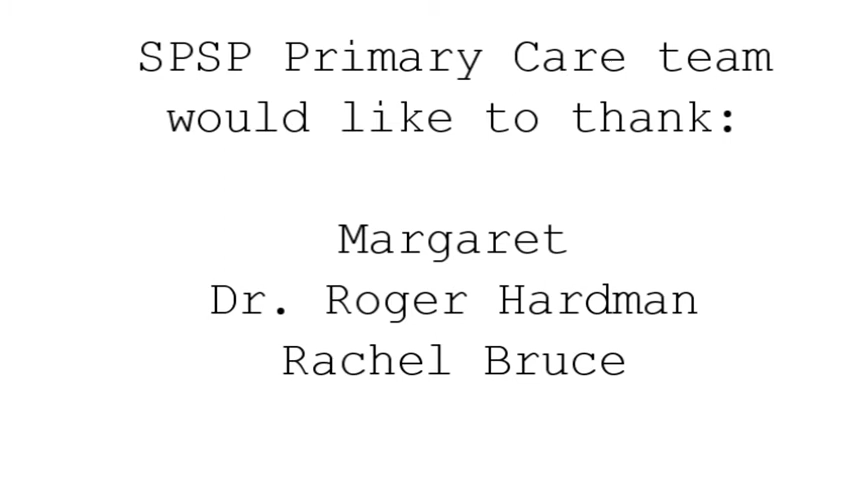 SPSP Primary Care team
would like to thank:
Margaret
Dr. Roger Hardman
Rachel Bruce